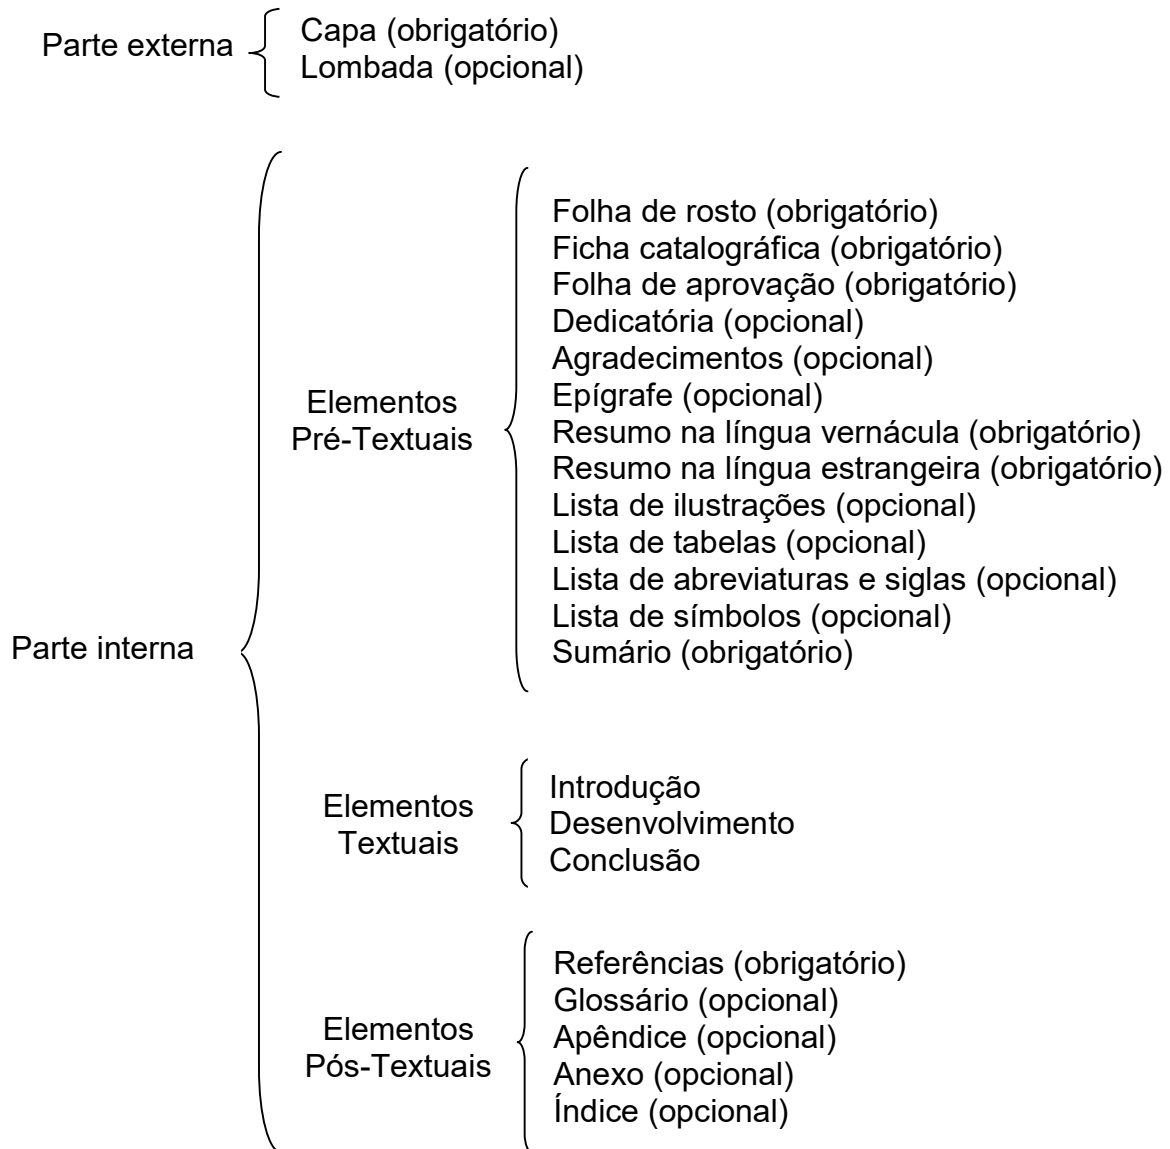 Parte externa
Capa (obrigatório)
Lombada (opcional)
Parte interna
Elementos
Pré-Textuais
Folha de rosto (obrigatório)
Ficha catalográfica (obrigatório)
Folha de aprovação (obrigatório)
Dedicatória (opcional)
Agradecimentos (opcional)
Epígrafe (opcional)
Resumo na língua vernácula (obrigatório)
Resumo na língua estrangeira (obrigatório)
Lista de ilustrações (opcional)
Lista de tabelas (opcional)
Lista de abreviaturas e siglas (opcional)
Lista de símbolos (opcional)
Sumário (obrigatório)
Elementos
Textuais
Introdução
Desenvolvimento
Conclusão
Elementos
Pós-Textuais
Referências (obrigatório)
Glossário (opcional)
Apêndice (opcional)
Anexo (opcional)
Índice (opcional)